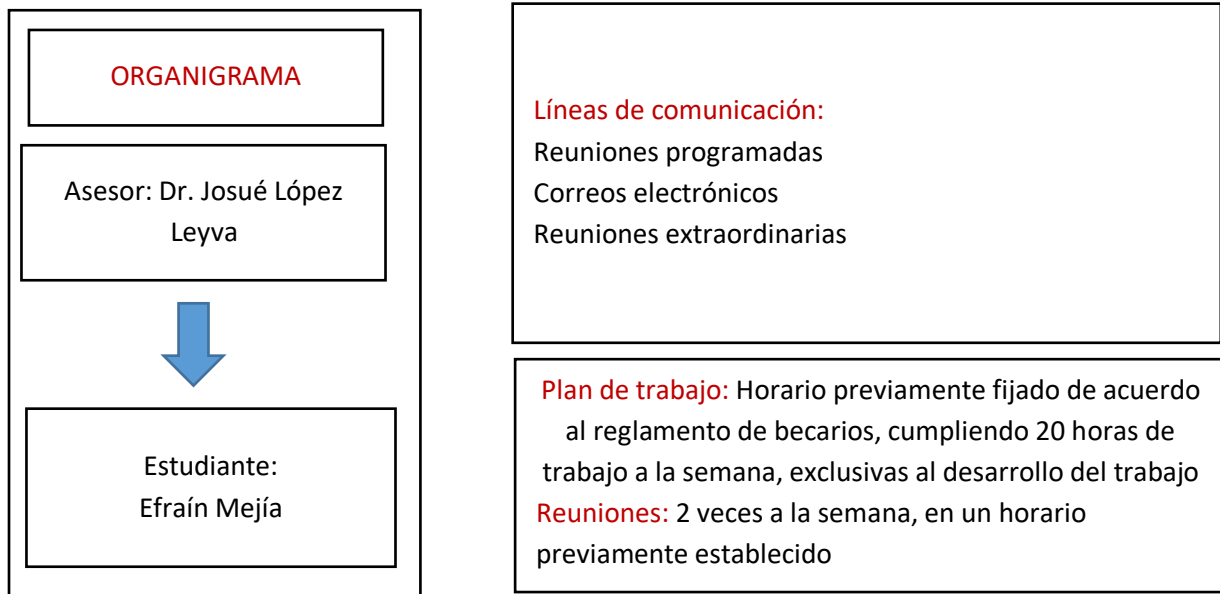 ORGANIGRAMA
Asesor: Dr. Josué López
Leyva
Estudiante:
Efraín Mejía
Líneas de comunicación:
Reuniones programadas
Correos electrónicos
Reuniones extraordinarias
Plan de trabajo: Horario previamente fijado de acuerdo
al reglamento de becarios, cumpliendo 20 horas de
trabajo a la semana, exclusivas al desarrollo del trabajo
Reuniones: 2 veces a la semana, en un horario
previamente establecido